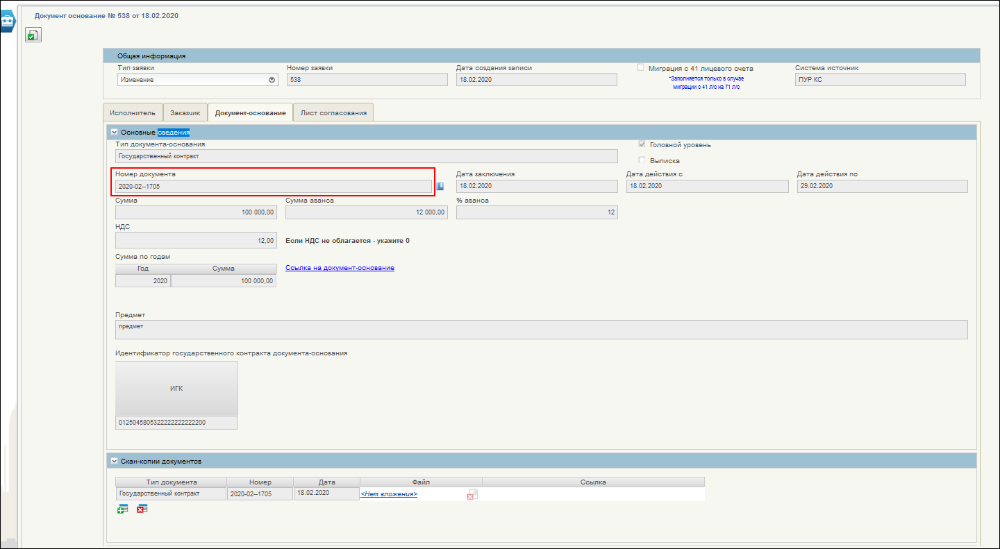 Документ основание № 538 от 18.02.2020
Общая информация
Тип заявки
Номер заявки
Дата создания записи
Миграция с 41 лицевого счета
Система источник
Изменение
538
18.02.2020
*Заполняется только в случае
миграции с 41 л/с на 71 л/с
ПУР КС
Исполнитель
Заказчик
Документ-основание
Лист согласования
Основные сведения
Тип документа-основания
Головной уровень
Государственный контракт
Выписка
Номер документа
Дата заключения
Дата действия с
Дата действия по
2020-02--1705
18.02.2020
18.02.2020
29.02.2020
Сумма
Сумма аванса
% аванса
100 000,00
12 000,00
12
НДС
12,00
Если НДС не облагается - укажите 0
Сумма по годам
Год
Сумма
Ссылка на документ-основание
2020
100 000,00
Предмет
предмет
Идентификатор государственного контракта документа-основания
ИГК
0125045805322222222222200
Скан-копии документов
Тип документа
Номер
Дата
Файл
Ссылка
Государственный контракт
2020-02--1705
18.02.2020
<Нет вложения>